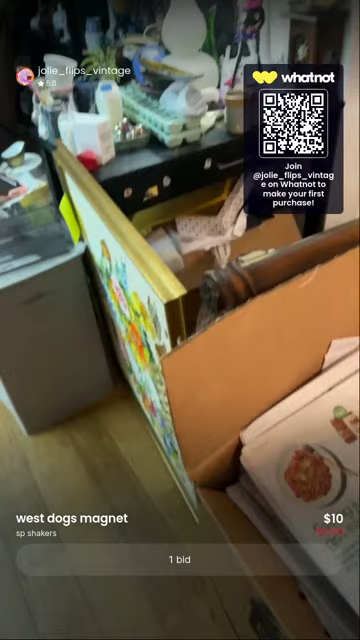 jolie_flips_vintage
5.0
whatnot
Join
@jolie_flips_vintag
e on Whatnot to
make your first
purchase!
west dogs magnet
$10
sp shakers
1 bid